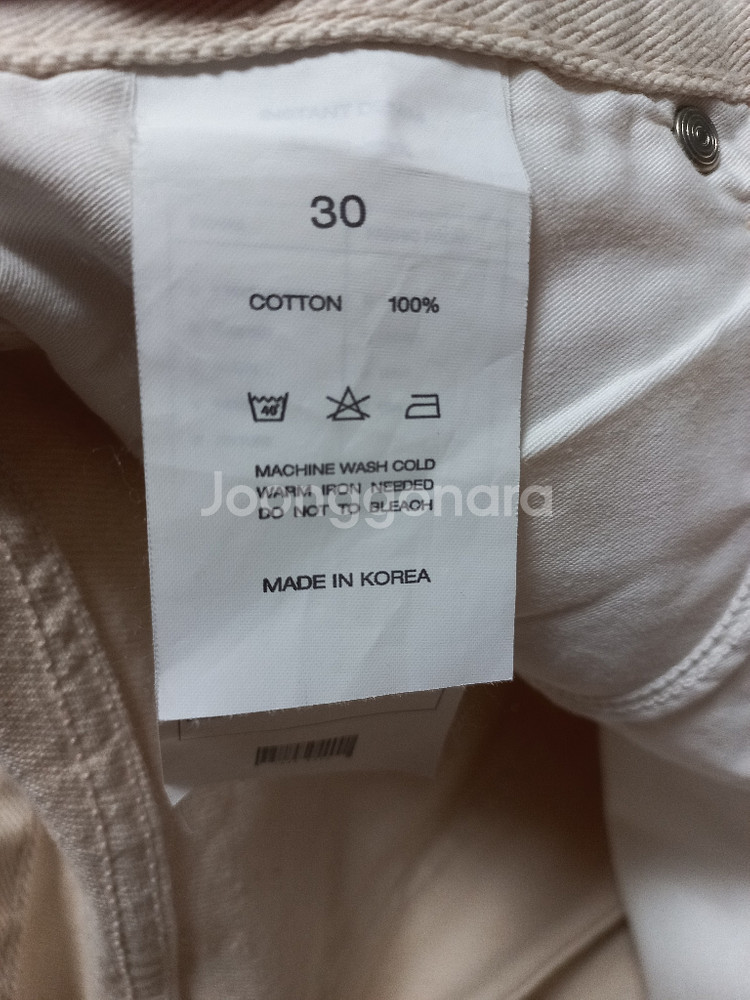 30
COTTON 100%
40
MACHINE WASH COLD
WARM IRON NEEDED
DO NOT TO BLEACH
Joonggonara
MADE IN KOREA